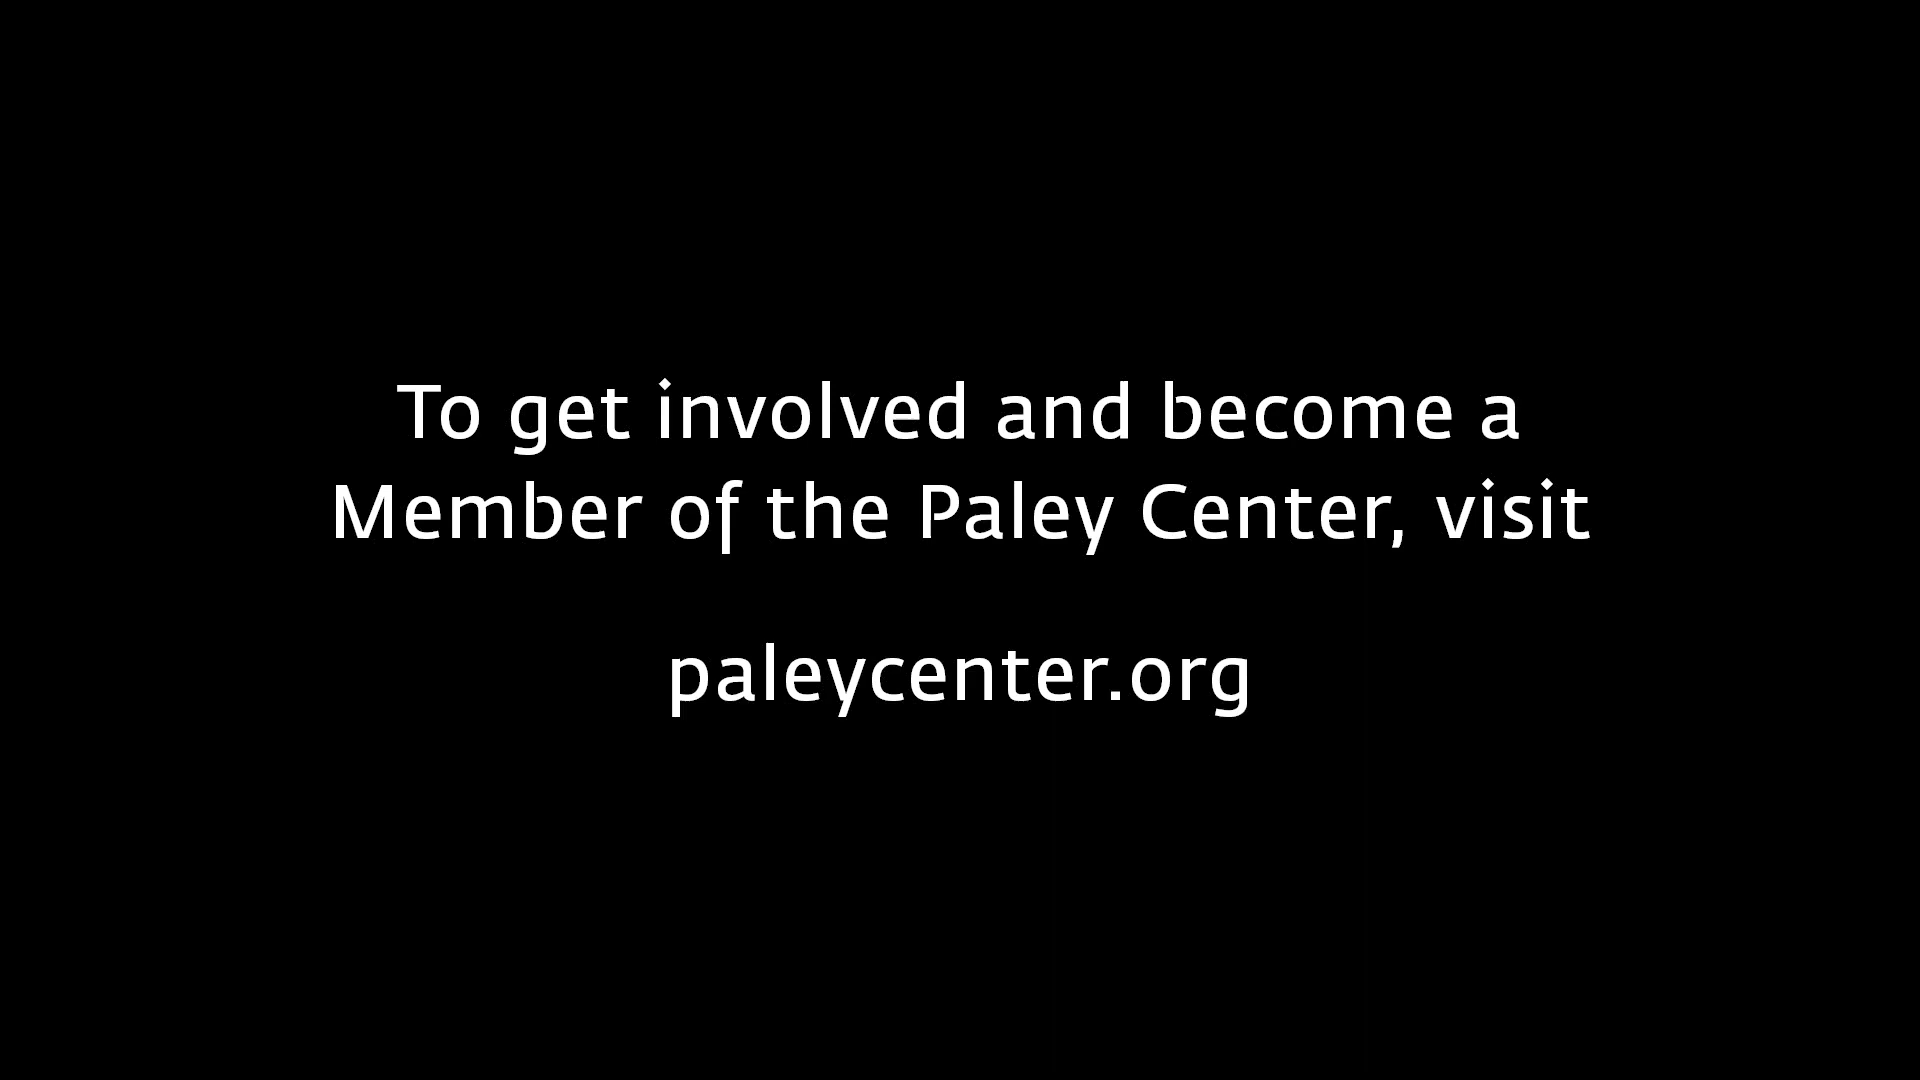 To get involved and become a
Member of the Paley Center, visit
paleycenter.org